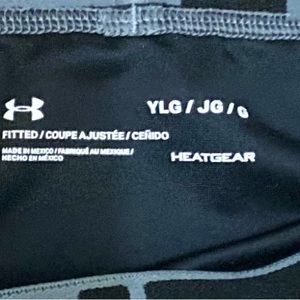 YLG / JG / G
FITTED / COUPE AJUSTÉE / CEÑIDO
MADE IN MEXICO / FABRIQUÉ AU MEXIQUE /
HECHO EN MÉXICO
HEATGEAR